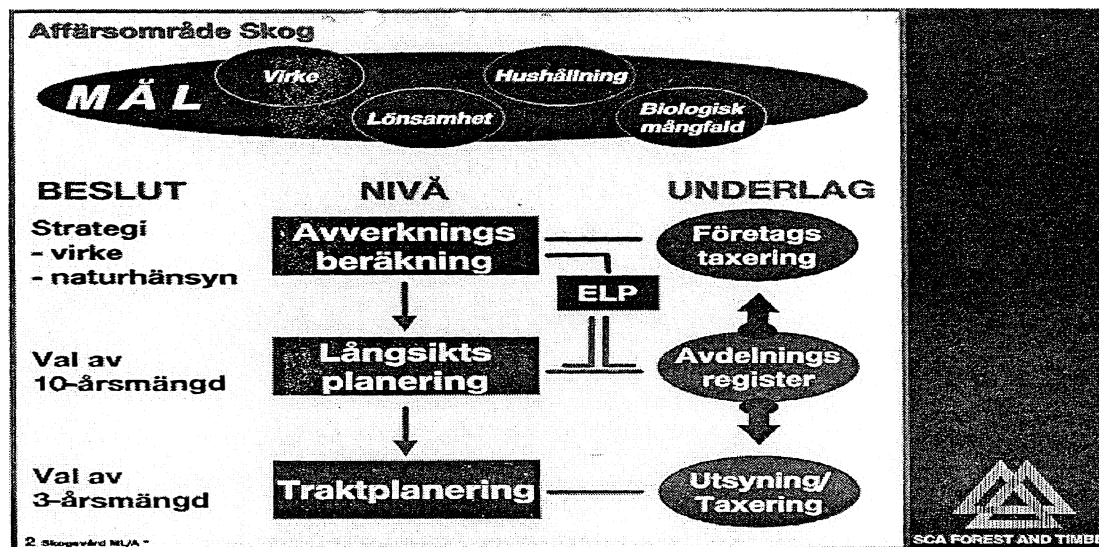 Affärsområde Skog
MÅL
Virke
Hushållning
Lönsamhet
Biologisk
mångfald
BESLUT NIVÅ UNDERLAG
Strategi
- virke
- naturhänsyn
Avverknings
beräkning
Företags
taxering
ELP
Val av
10-årsmängd
Långsikts
planering
Avdelnings
register
Val av
3-årsmängd
Traktplanering
Utsyning/
Taxering
2 Skogsvård ML/A
SCA FOREST AND TIMBE